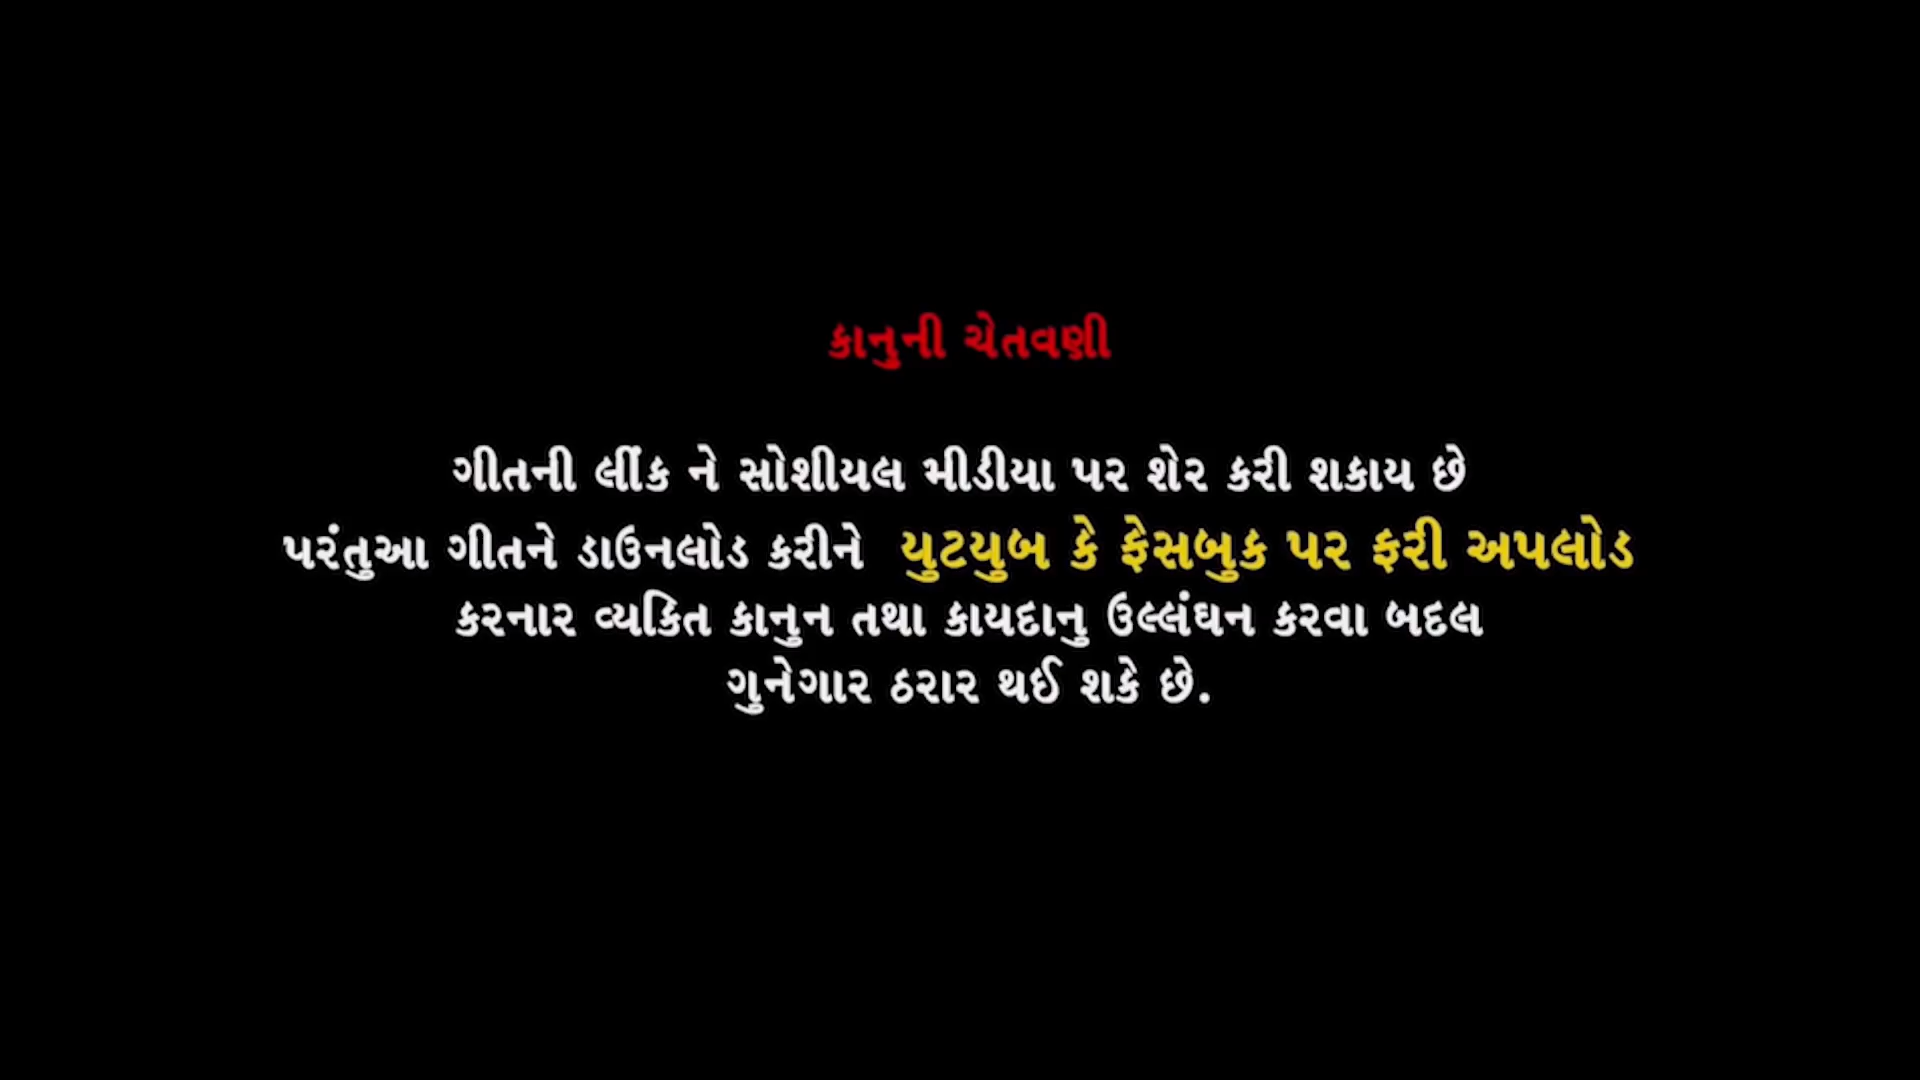 કાનુની ચેતવણી
ગીતની લીંક ને સોશીયલ મીડીયા પર શેર કરી શકાય છે
પરંતુઆ ગીતને ડાઉનલોડ કરીને યુટયુબ કે ફેસબુક પર ફરી અપલોડ
કરનાર વ્યકિત કાનુન તથા કાયદાનુ ઉલ્લંઘન કરવા બદલ
ગુનેગાર ઠરાર થઈ શકે છે.